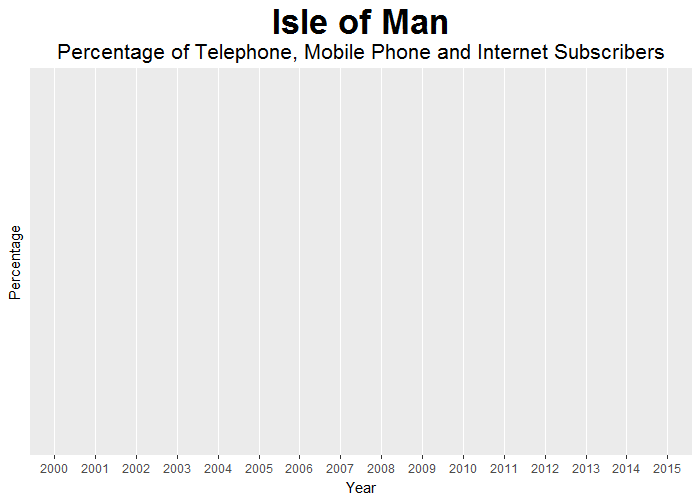 Isle of Man
Percentage of Telephone, Mobile Phone and Internet Subscribers
Percentage
2000 2001 2002 2003 2004 2005 2006 2007 2008 2009 2010 2011 2012 2013 2014 2015
Year